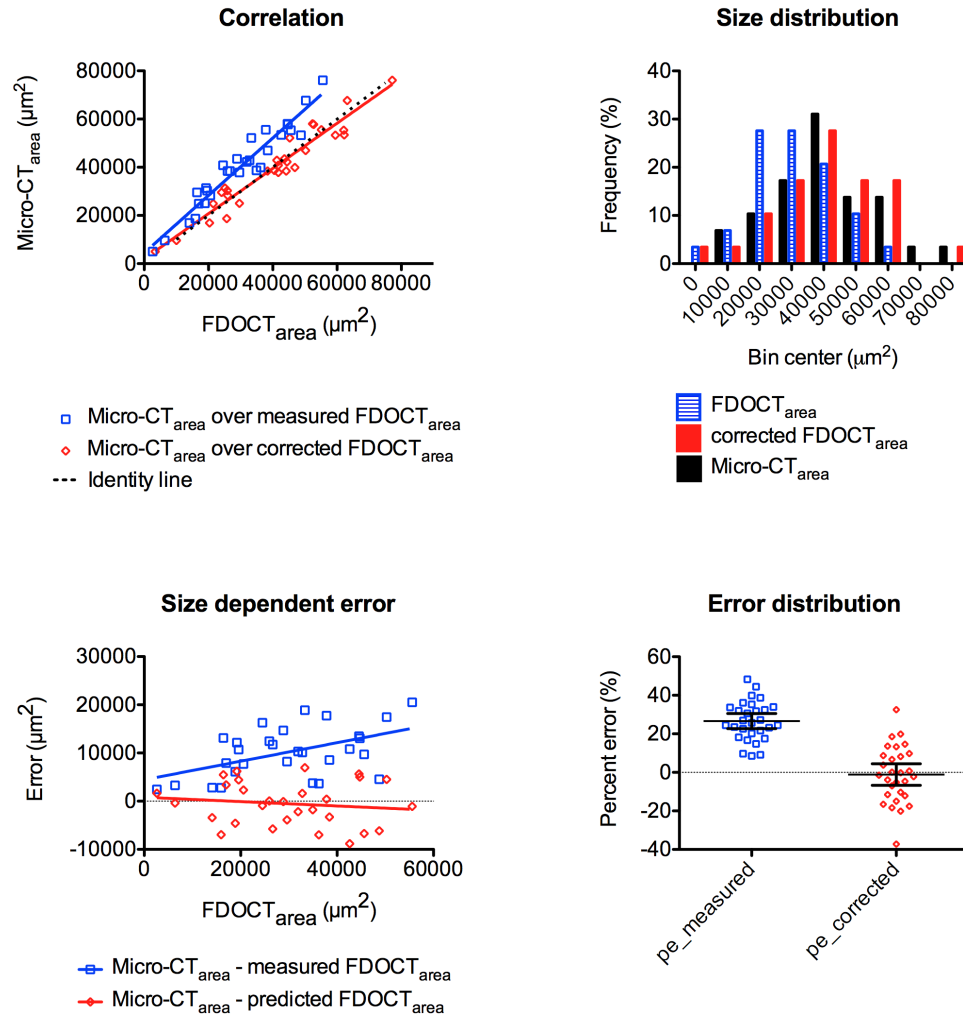 Correlation
Micro-CTarea (µm2)
80000
60000
40000
20000
0
0 20000 40000 60000 80000
FDOCTarea (µm2)
Micro-CTarea over measured FDOCTarea
Micro-CTarea over corrected FDOCTarea
Identity line
Size distribution
Frequency (%)
40
30
20
10
0
0 10000 20000 30000 40000 50000 60000 70000 80000
Bin center (µm2)
FDOCTarea
corrected FDOCTarea
Micro-CTarea
Size dependent error
Error (µm2)
30000
20000
10000
0
-10000
0 20000 40000 60000
FDOCTarea (µm2)
Micro-CTarea - measured FDOCTarea
Micro-CTarea - predicted FDOCTarea
Error distribution
Percent error (%)
60
40
20
0
-20
-40
pe_measured
pe_corrected